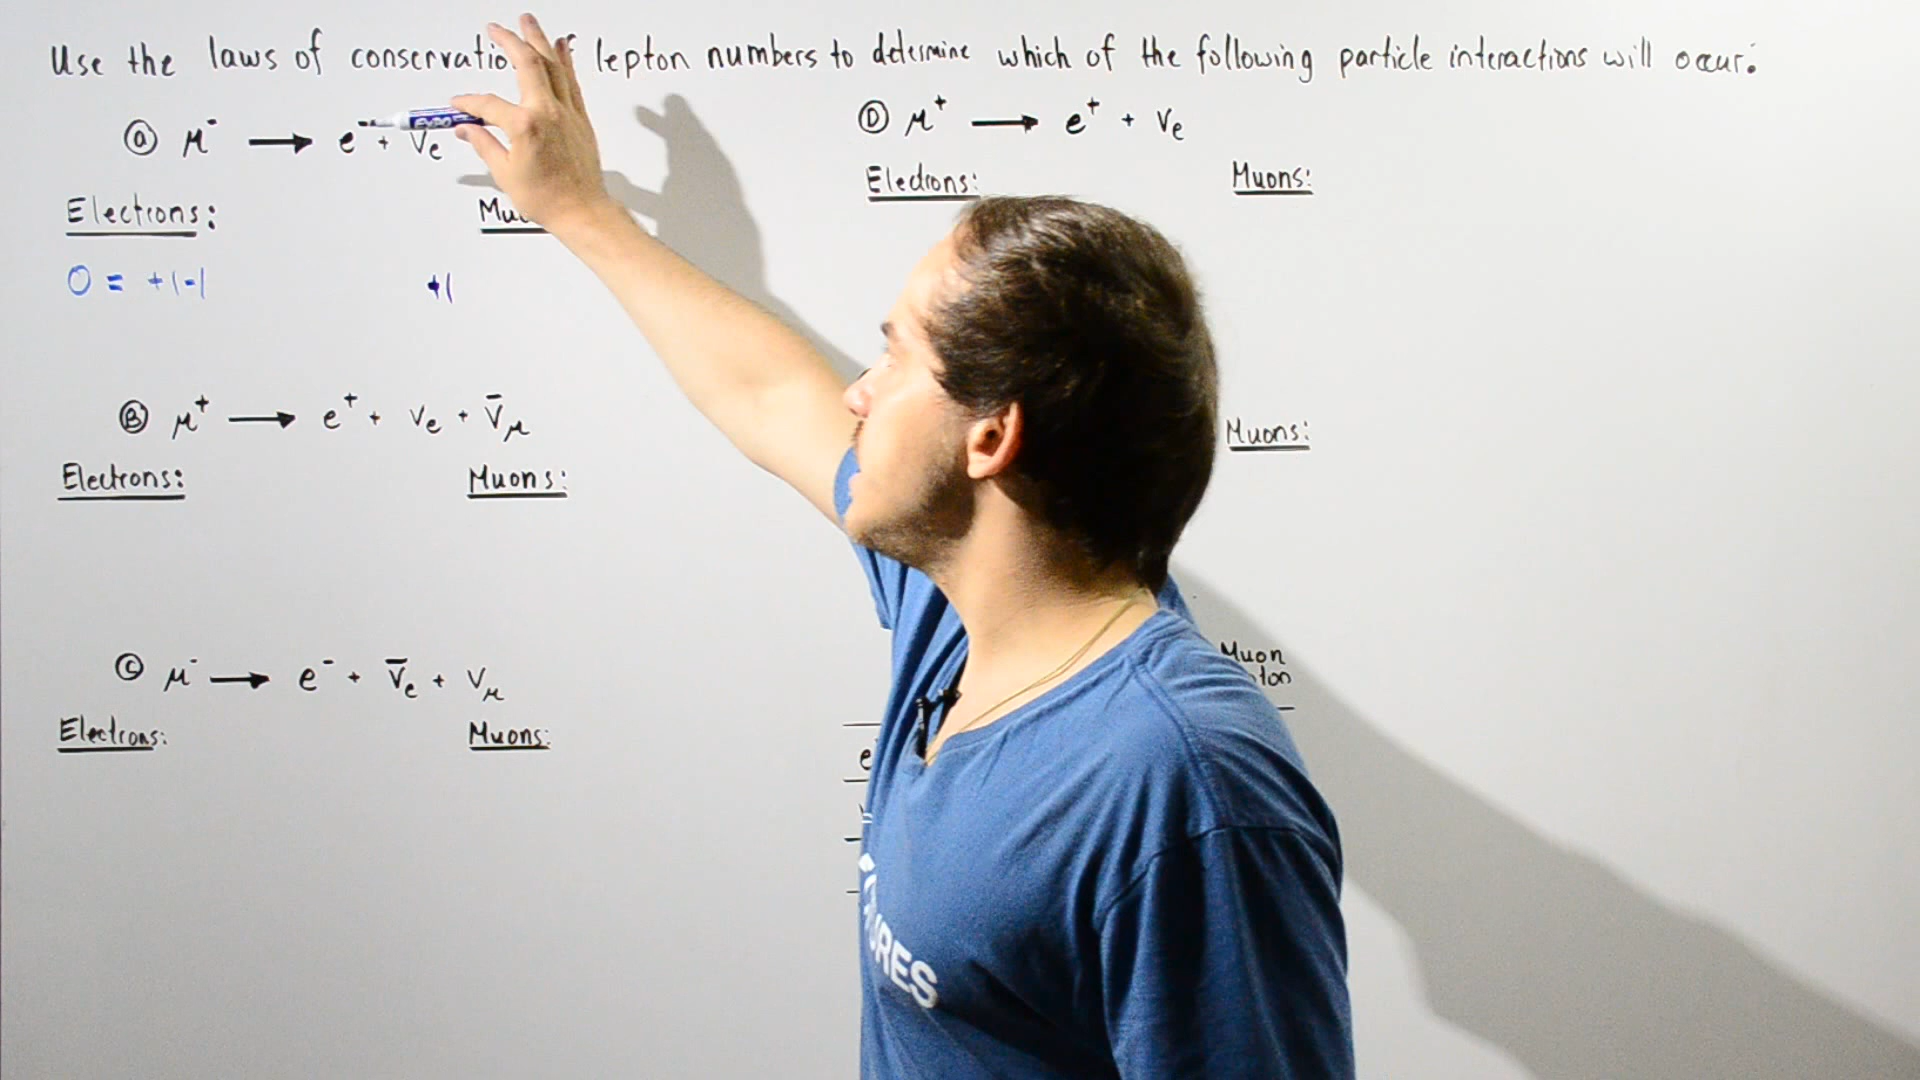 Use the laws of conservation of lepton numbers to determine which of the following particle interactions will occur:
Ⓐ μ⁻ → e⁻ + νe
Electrons:
0 = +1-1
+1
Ⓑ μ⁺ → e⁺ + νe + ν̄μ
Electrons: Muons:
Ⓒ μ⁻ → e⁻ + ν̄e + νμ
Electrons: Muons:
Ⓓ μ⁺ → e⁺ + νe
Electrons: Muons:
Muons:
Muon
e
EXPO